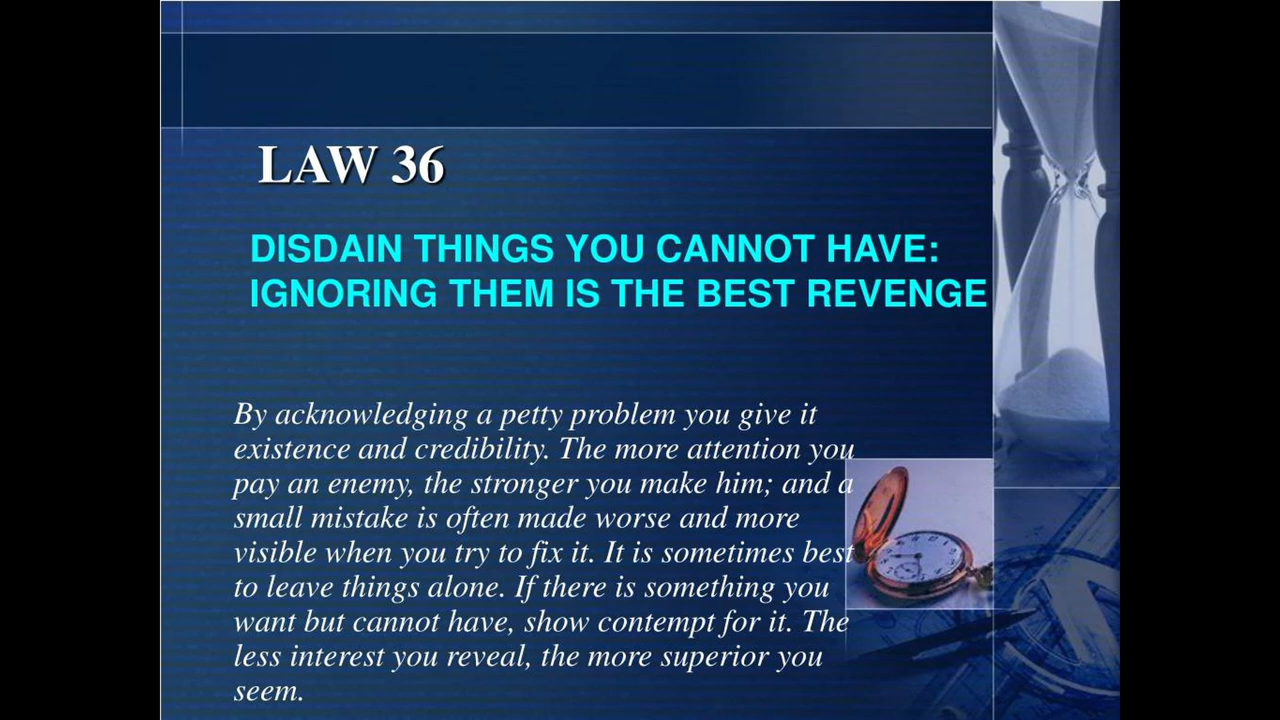 LAW 36
DISDAIN THINGS YOU CANNOT HAVE:
IGNORING THEM IS THE BEST REVENGE
By acknowledging a petty problem you give it
existence and credibility. The more attention you
pay an enemy, the stronger you make him; and a
small mistake is often made worse and more
visible when you try to fix it. It is sometimes best
to leave things alone. If there is something you
want but cannot have, show contempt for it. The
less interest you reveal, the more superior you
seem.